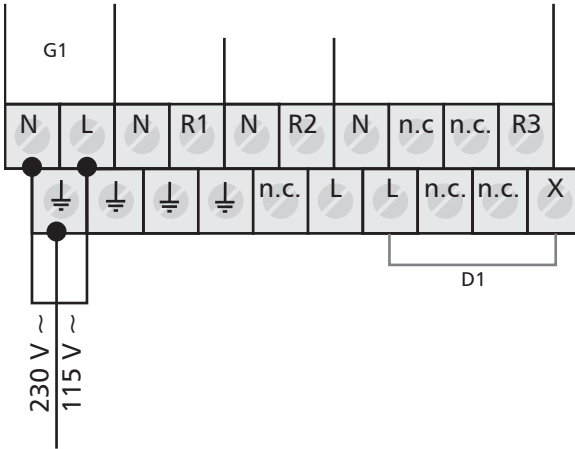 G1
N L N R1 N R2 N n.c n.c. R3
n.c. L L n.c. n.c. X
D1
230 V ~
115 V ~